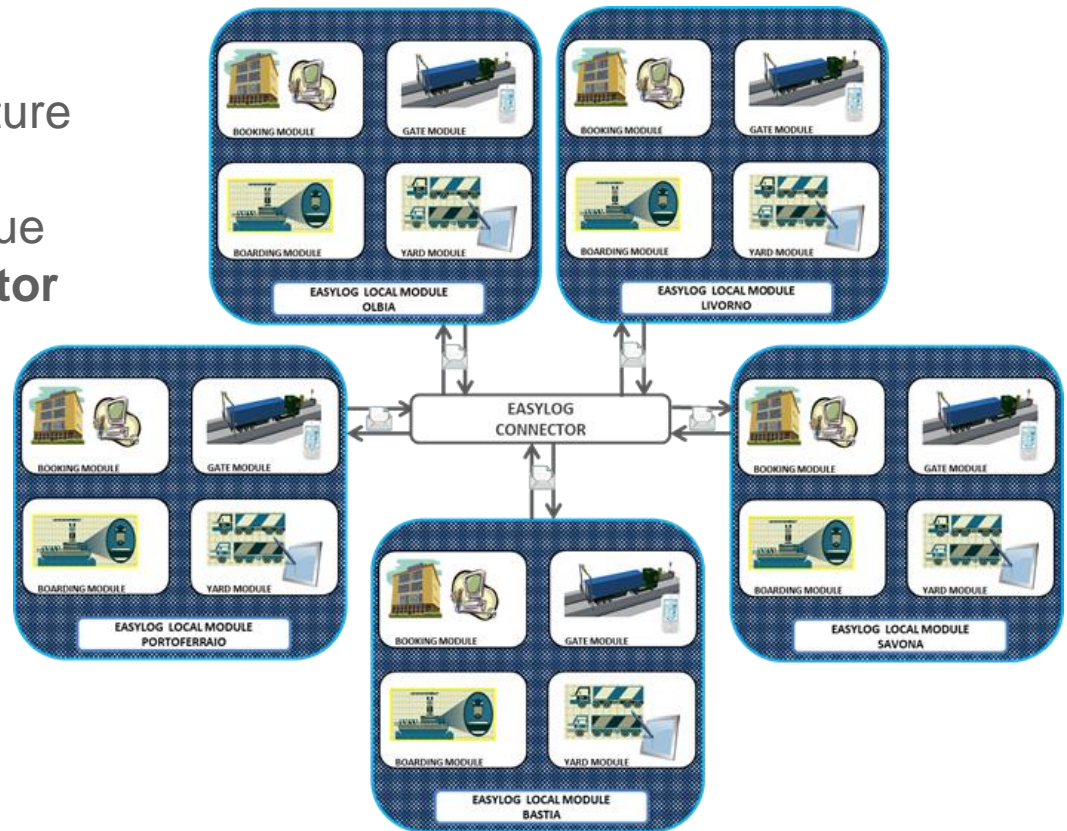 ture
ue
tor
BOOKING MODULE
GATE MODULE
BOARDING MODULE
YARD MODULE
EASYLOG LOCAL MODULE
OLBIA
BOOKING MODULE
GATE MODULE
BOARDING MODULE
YARD MODULE
EASYLOG LOCAL MODULE
LIVORNO
EASYLOG
CONNECTOR
BOOKING MODULE
GATE MODULE
BOARDING MODULE
YARD MODULE
EASYLOG LOCAL MODULE
PORTOFERRAIO
BOOKING MODULE
GATE MODULE
BOARDING MODULE
YARD MODULE
EASYLOG LOCAL MODULE
SAVONA
BOOKING MODULE
GATE MODULE
BOARDING MODULE
YARD MODULE
EASYLOG LOCAL MODULE
BASTIA